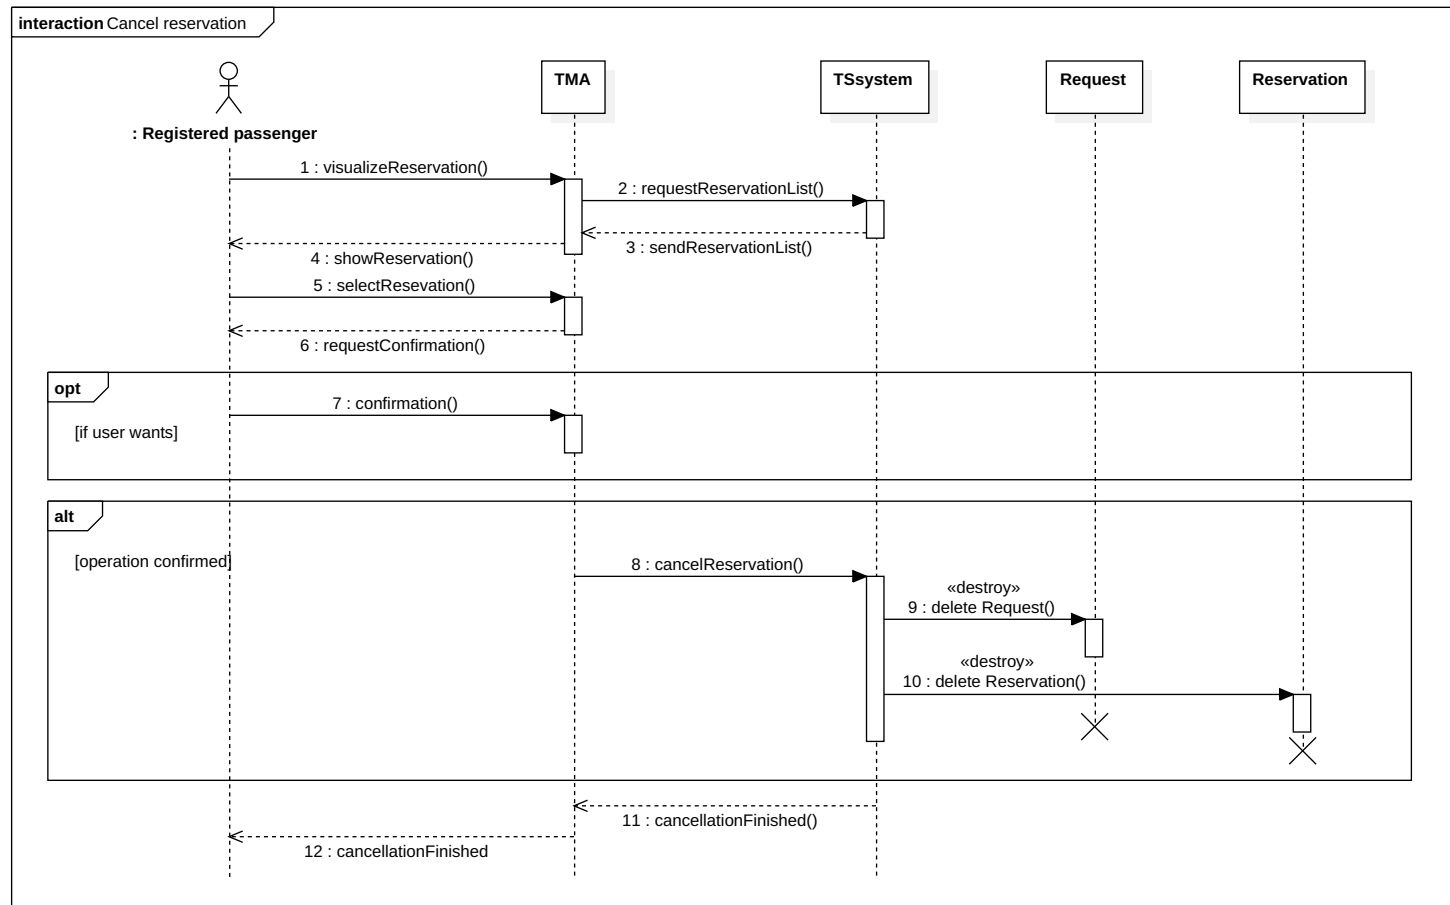 interaction Cancel reservation
TMA
TSsystem
Request
Reservation
: Registered passenger
1 : visualizeReservation()
2 : requestReservationList()
3 : sendReservationList()
4 : showReservation()
5 : selectResevation()
6 : requestConfirmation()
opt
7 : confirmation()
[if user wants]
alt
[operation confirmed]
8 : cancelReservation()
«destroy»
9 : delete Request()
«destroy»
10 : delete Reservation()
11 : cancellationFinished()
12 : cancellationFinished